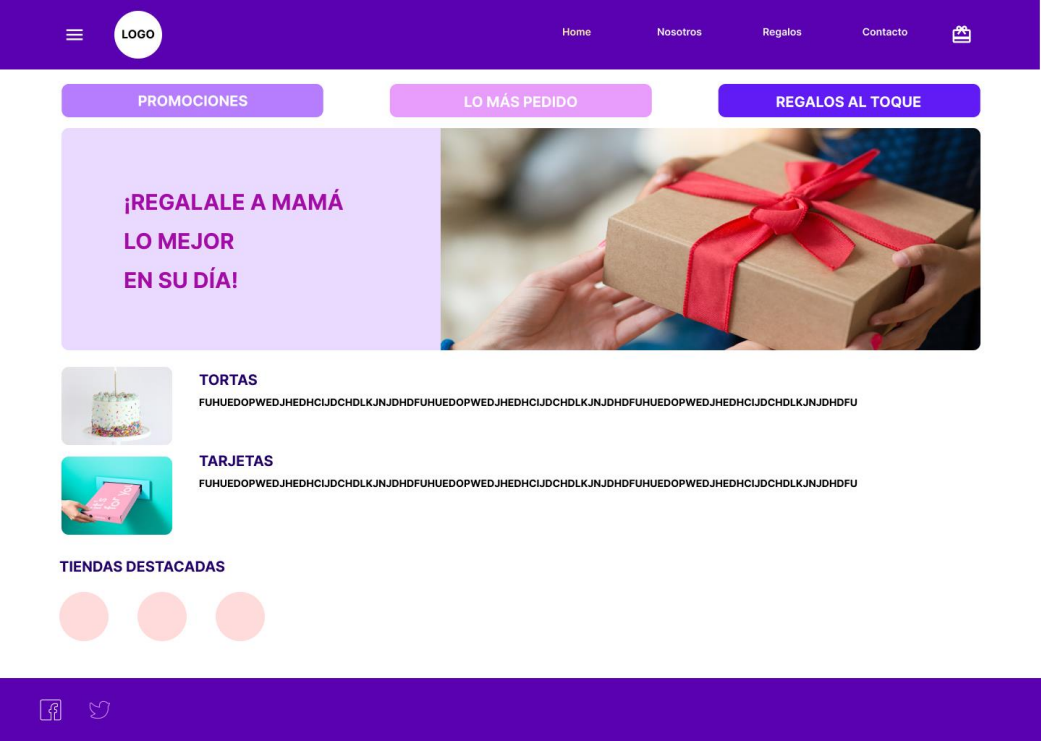 LOGO
Home
Nosotros
Regalos
Contacto
PROMOCIONES
LO MÁS PEDIDO
REGALOS AL TOQUE
¡REGALALE A MAMÁ
LO MEJOR
EN SU DÍA!
TORTAS
FUHUEDOPWEDJHEDHCIJDCHDLKJNJDHDFUHUEDOPWEDJHEDHCIJDCHDLKJNJDHDFUHUEDOPWEDJHEDHCIJDCHDLKJNJDHDFU
TARJETAS
FUHUEDOPWEDJHEDHCIJDCHDLKJNJDHDFUHUEDOPWEDJHEDHCIJDCHDLKJNJDHDFUHUEDOPWEDJHEDHCIJDCHDLKJNJDHDFU
TIENDAS DESTACADAS